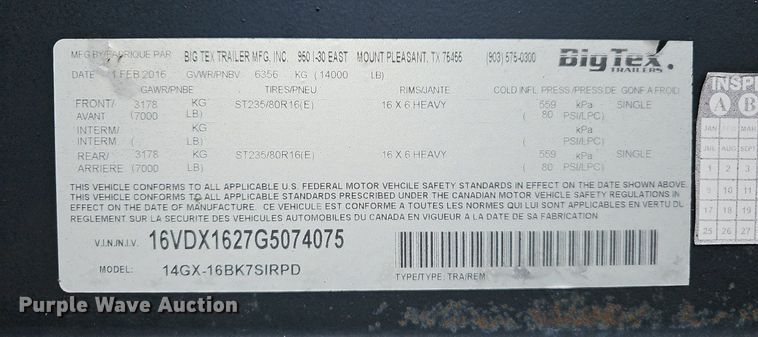 MFG BY/FABRIQUE PAR BIG TEX TRAILER MFG. INC. 950 I-30 EAST MOUNT PLEASANT, TX 75455 (903) 575-0300
BigTex.
TRAILERS
DATE 1 FEB 2016 GVWR/PNBV 6356 KG (14000 LB)
GAWR/PNBE TIRES/PNEU RIMS/JANTE COLD INFL. PRESS/PRESS/DE GONF A FROID
FRONT/ 3178 KG ST235/80R16(E) 16 X 6 HEAVY 559 kPa SINGLE
AVANT (7000 LB) ( 80 PSI/LPC)
INTERM/ KG kPa
INTERM ( LB) ( PSI/LPC)
REAR/ 3178 KG ST235/80R16(E) 16 X 6 HEAVY 559 kPa SINGLE
ARRIERE (7000 LB) ( 80 PSI/LPC)
THIS VEHICLE CONFORMS TO ALL APPLICABLE U.S. FEDERAL MOTOR VEHCILE SAFETY STANDARDS IN EFFECT ON THE DATE SHOWN ABOVE.
THIS VEHICLE CONFORMS TO ALL APPLICABLE STANDARDS PRESCRIBED UNDER THE CANADIAN MOTOR VEHICLE SAFETY REGULATIONS IN
EFFECT ON THE DATE OF MANUFACTURE / CE VEHICULE EST CONFORME A TOUTES LES NORMES QUI LUI SONT APPLICABLES EN VERTU DU
REGLEMENT SUR LA SECURITE DES VEHICULES AUTOMOBILES DU CANADA EN VIGUEUR A LA DATE DE SA FABRICATION.
V.I.N./N.I.V. 16VDX1627G5074075
MODEL: 14GX-16BK7SIRPD
TYPE/TYPE: TRA/REM
INSP
A B
JAN FEB MAR
JUL AUG SEPT
1 2 3
9 10 11
17 18
25 26 27
Purple Wave Auction